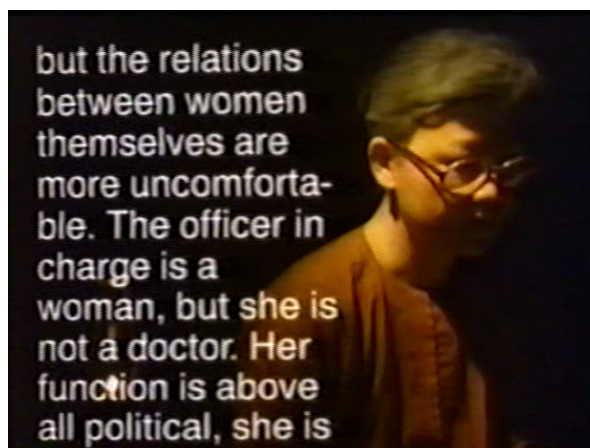 but the relations
between women
themselves are
more uncomforta-
ble. The officer in
charge is a
woman, but she is
not a doctor. Her
function is above
all political, she is